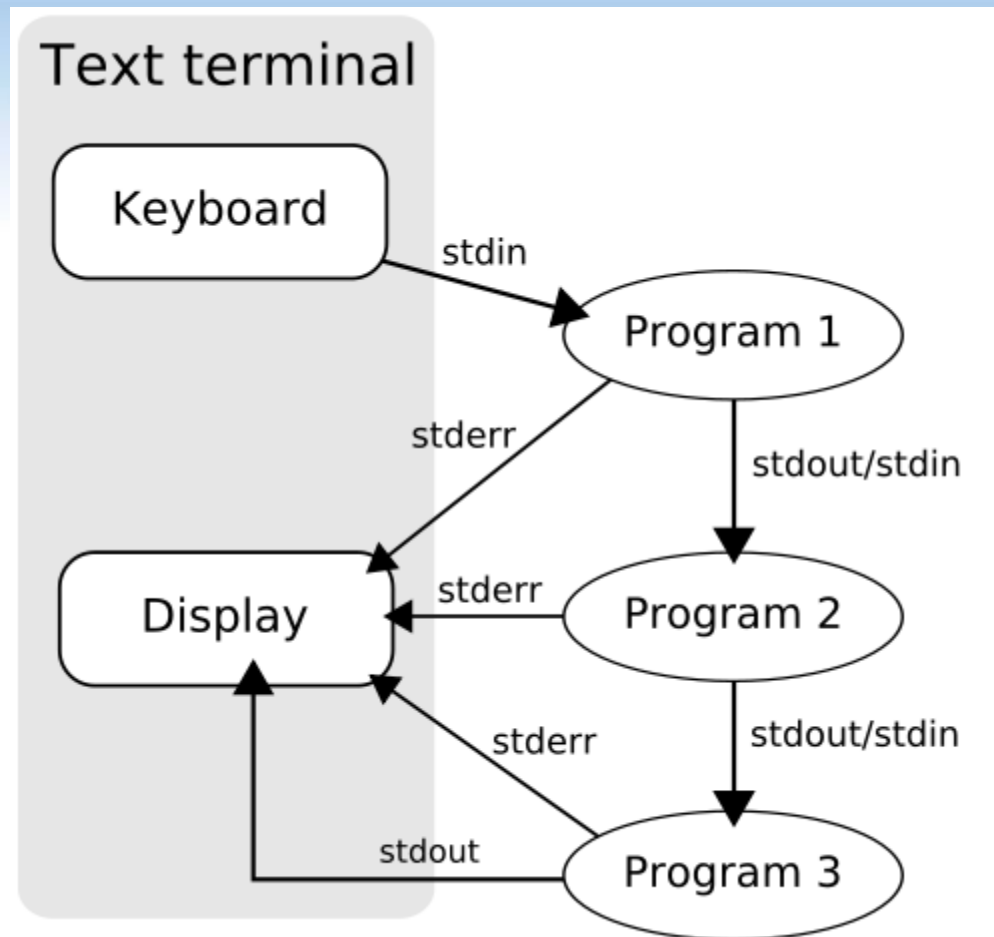 Text terminal
Keyboard
stdin
Program 1
stderr
stdout/stdin
stderr
Display
Program 2
stderr
stdout/stdin
stdout
Program 3